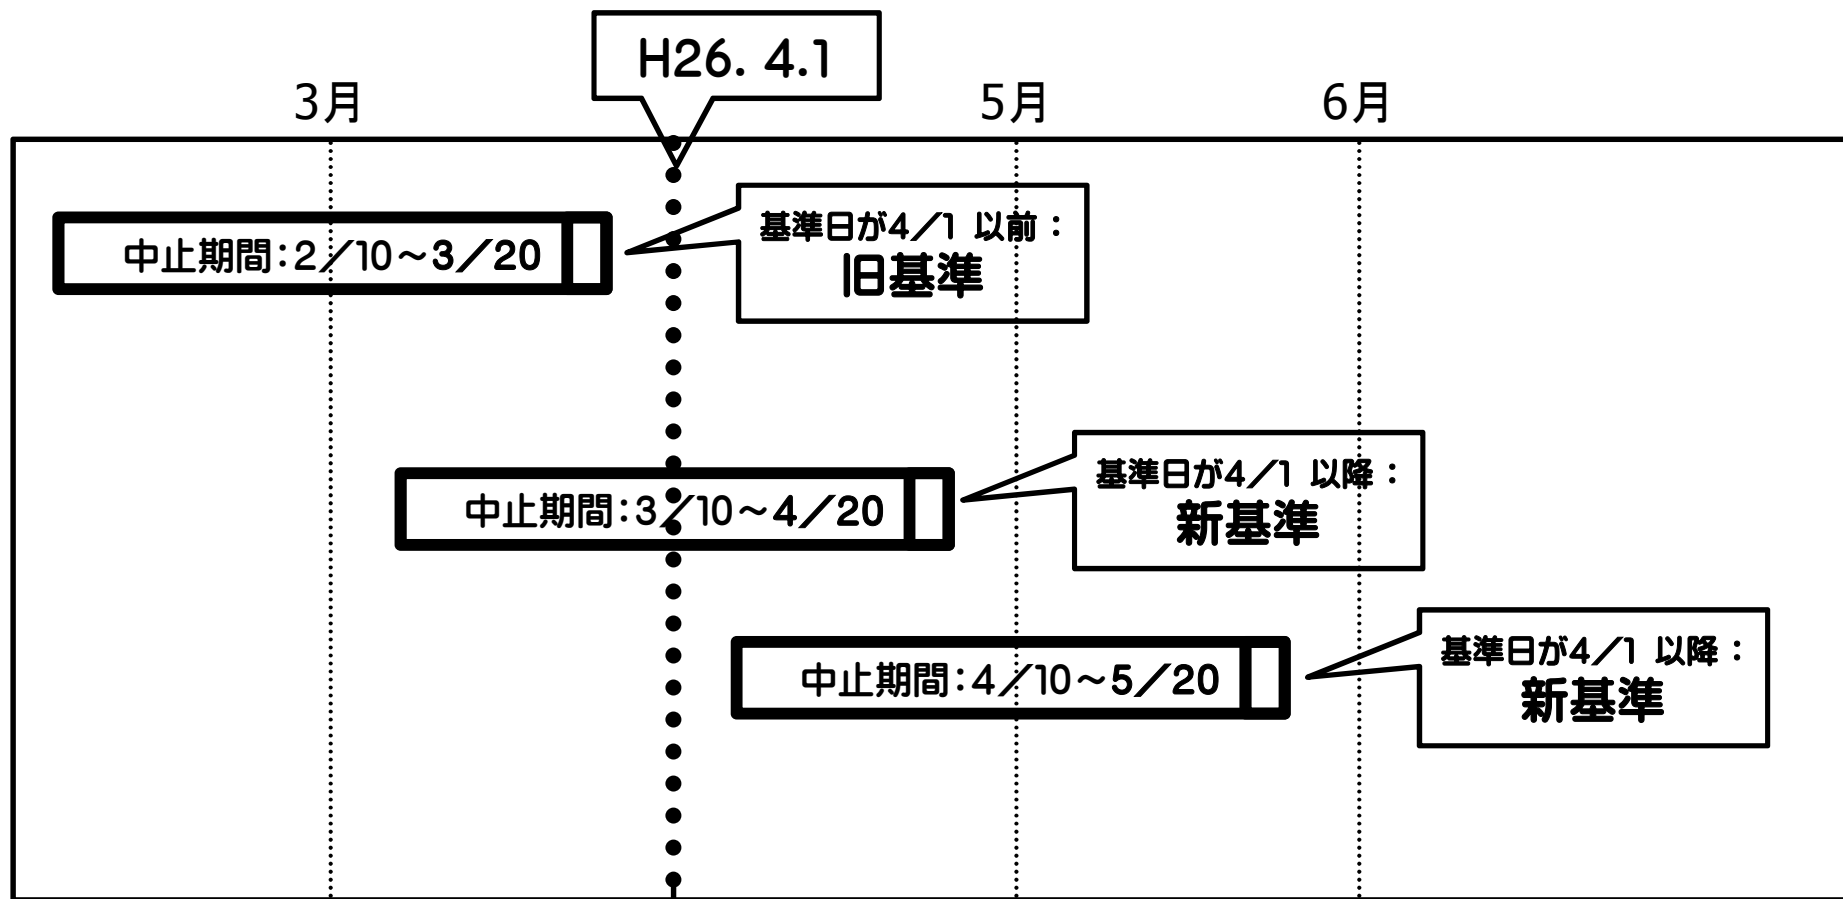 H26. 4.1
3月
5月
6月
中止期間:2/10~3/20
基準日が4/1 以前:
旧基準
中止期間:3/10~4/20
基準日が4/1 以降:
新基準
中止期間:4/10~5/20
基準日が4/1 以降:
新基準